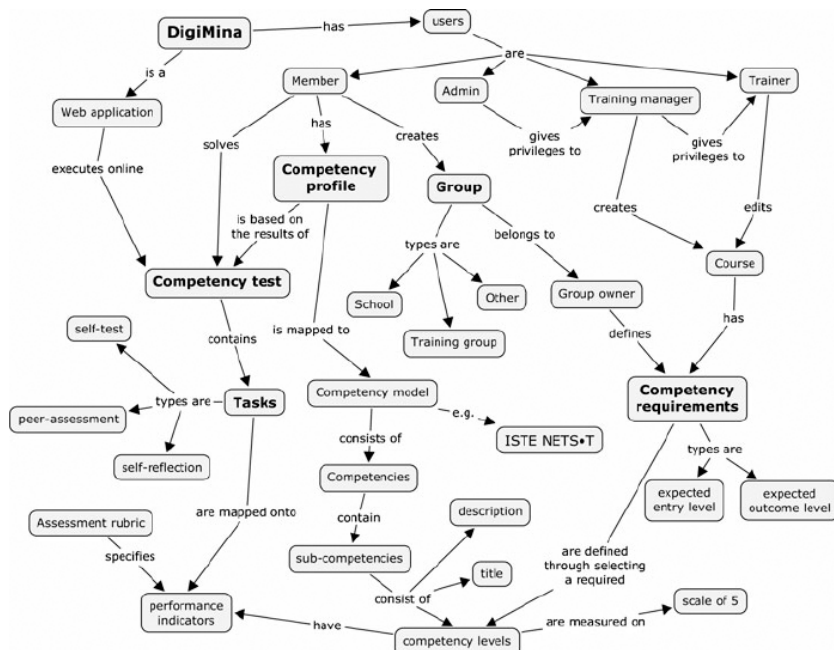 DigiMina
has
users
are
is a
Member
Admin
Training manager
Trainer
Web application
has
creates
gives
privileges to
gives
privileges to
solves
executes online
Competency
profile
Group
creates
edits
is based on
the results of
types are
belongs to
Course
Competency test
School
Other
Group owner
Training group
has
self-test
contains
is mapped to
defines
types are
Tasks
Competency model
e.g.
Competency
requirements
peer-assessment
ISTE NETS•T
consists of
types are
self-reflection
Competencies
expected
entry level
expected
outcome level
Assessment rubric
are mapped onto
contain
description
specifies
sub-competencies
title
are defined
through selecting
a required
consist of
performance
indicators
have
competency levels
are measured on
scale of 5